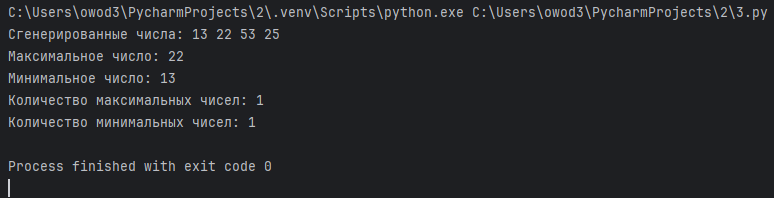 C:\Users\owod3\PycharmProjects\2\.venv\Scripts\python.exe C:\Users\owod3\PycharmProjects\2\3.py
Сгенерированные числа: 13 22 53 25
Максимальное число: 22
Минимальное число: 13
Количество максимальных чисел: 1
Количество минимальных чисел: 1
Process finished with exit code 0